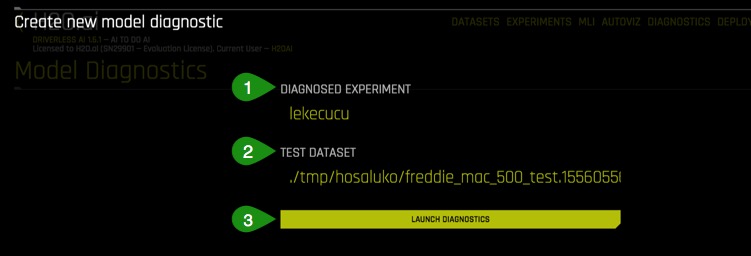 Create new model diagnostic
H2O.ai
DATASETS EXPERIMENTS MLI AUTOVIZ DIAGNOSTICS DEPLOY
DRIVERLESS AI 1.6.1 – AI TO DO AI
Licensed to H2O.ai (SN29901 – Evaluation License). Current User – H2OAI
Model Diagnostics
1 DIAGNOSED EXPERIMENT
lekecucu
2 TEST DATASET
./tmp/hosaluko/freddie_mac_500_test.1556055
3 LAUNCH DIAGNOSTICS